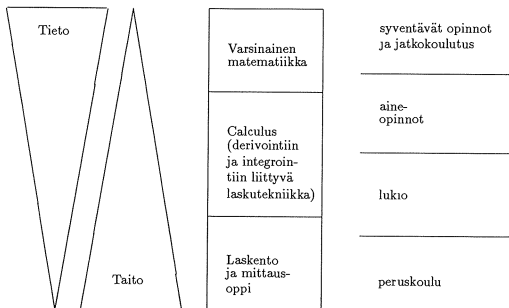 Tieto
Taito
Varsinainen
matematiikka
Calculus
(derivointiin
ja integroin-
tiin liittyvä
laskutekniikka)
Laskento
ja mittaus-
oppi
syventävät opinnot
ja jatkokoulutus
aine-
opinnot
lukio
peruskoulu